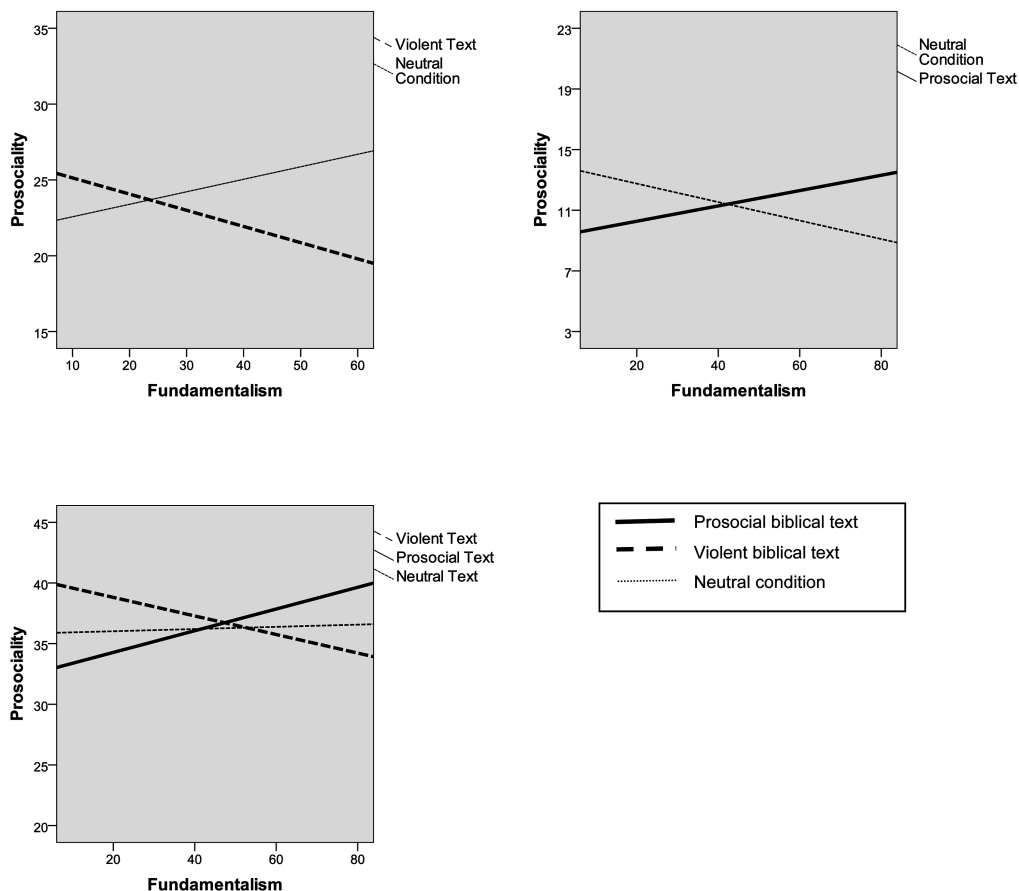 35
30
25
20
15
Prosociality
10 20 30 40 50 60
Fundamentalism
Violent Text
Neutral
Condition
23
19
15
11
7
3
Prosociality
20 40 60 80
Fundamentalism
Neutral
Condition
Prosocial Text
45
40
35
30
25
20
Prosociality
20 40 60 80
Fundamentalism
Violent Text
Prosocial Text
Neutral Text
Prosocial biblical text
Violent biblical text
Neutral condition